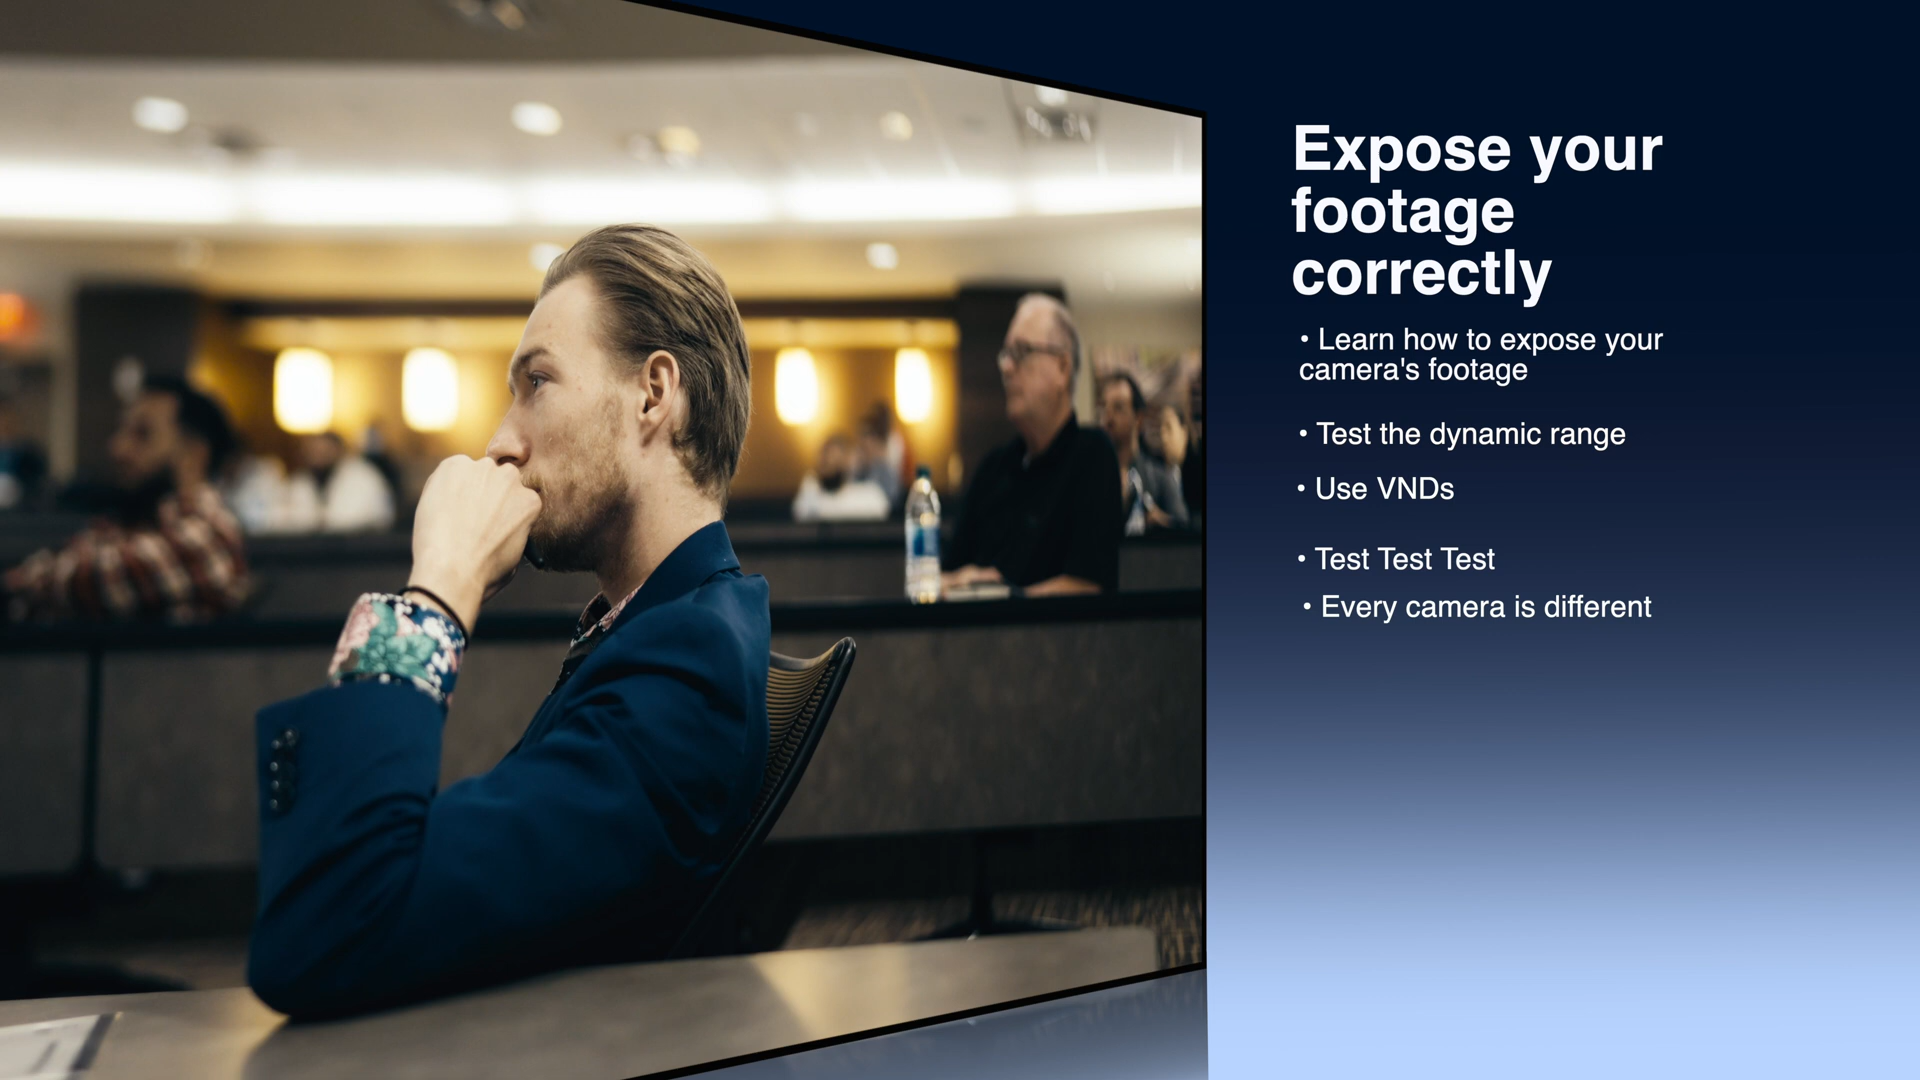 Expose your
footage
correctly
• Learn how to expose your
camera's footage
• Test the dynamic range
• Use VNDs
• Test Test Test
• Every camera is different